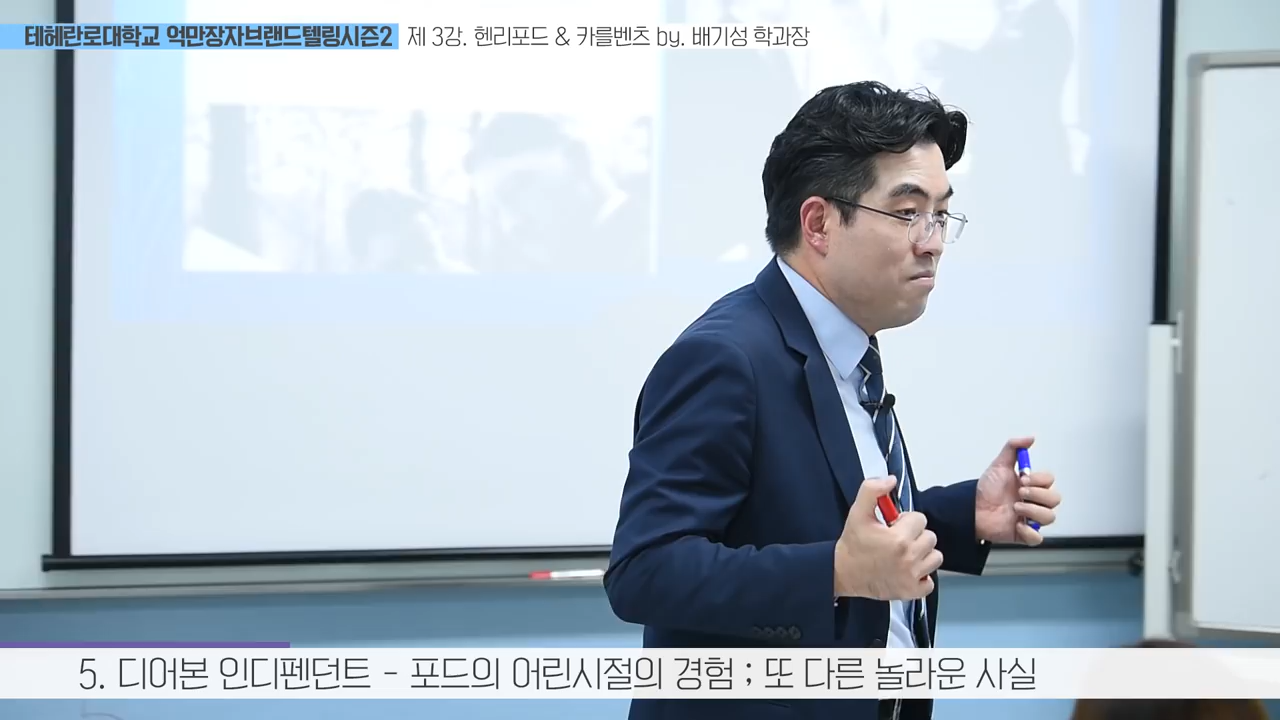 테헤란로대학교 억만장자브랜드텔링시즌2 제 3강. 헨리포드 & 카를벤츠 by. 배기성 학과장
5. 디어본 인디펜던트 - 포드의 어린시절의 경험 ; 또 다른 놀라운 사실